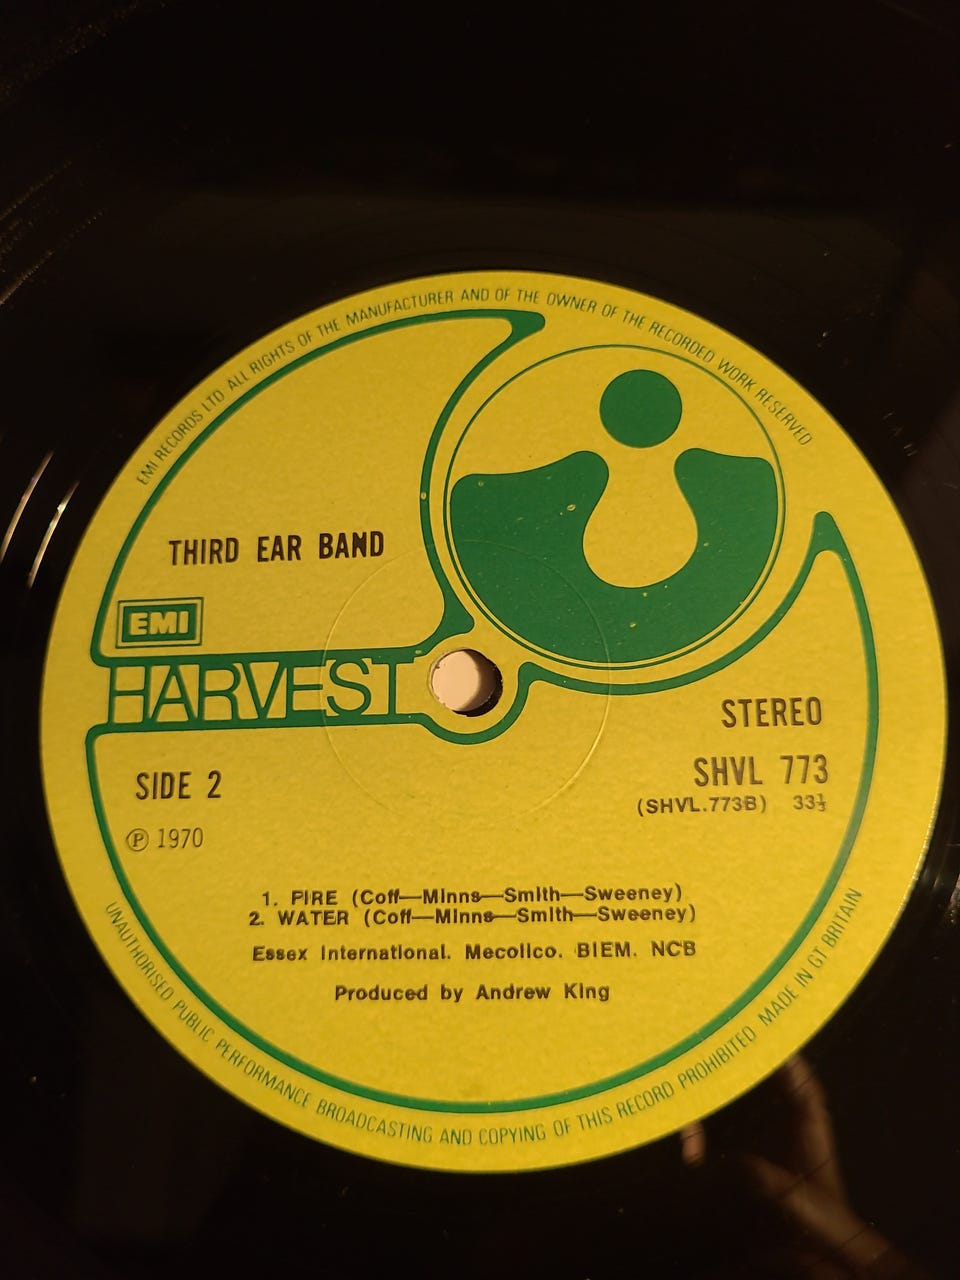 EMI RECORDS LTD ALL RIGHTS OF THE MANUFACTURER AND OF THE OWNER OF THE RECORDED WORK RESERVED
THIRD EAR BAND
EMI
HARVEST
STEREO
SIDE 2
SHVL 773
(SHVL.773B) 33⅓
℗ 1970
1. PIRE (Coff—Minns—Smith—Sweeney)
2. WATER (Coff—Minns—Smith—Sweeney)
Essex International. Mecolico. BIEM. NCB
Produced by Andrew King
UNAUTHORISED PUBLIC PERFORMANCE BROADCASTING AND COPYING OF THIS RECORD PROHIBITED MADE IN GT BRITAIN